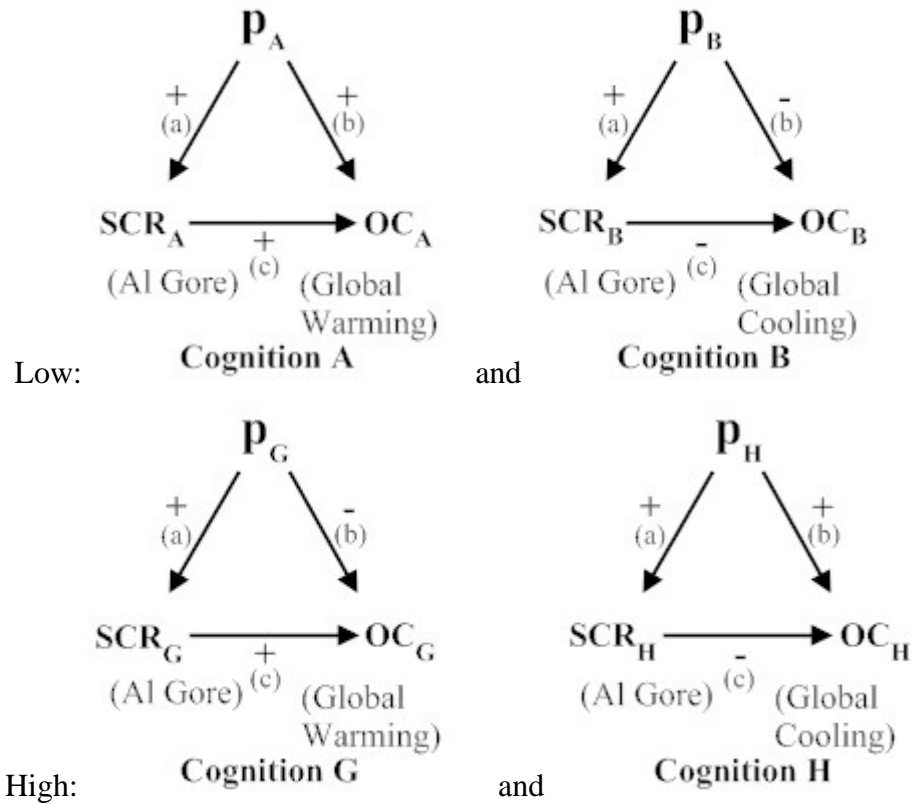 p_A p_B
+ + + -
(a) (b) (a) (b)
SCR_A OC_A SCR_B OC_B
+ -
(c) (c)
(Al Gore) (Global (Al Gore) (Global
Warming) Cooling)
Low: Cognition A and Cognition B
p_G p_H
+ - + +
(a) (b) (a) (b)
SCR_G OC_G SCR_H OC_H
+ -
(c) (c)
(Al Gore) (Global (Al Gore) (Global
Warming) Cooling)
High: Cognition G and Cognition H